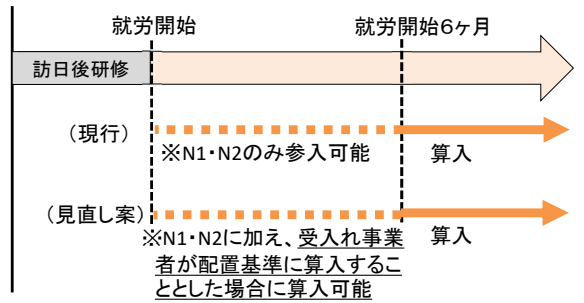 就労開始
就労開始6ヶ月
訪日後研修
（現行）
※N1・N2のみ参入可能
算入
（見直し案）
※N1・N2に加え、受入れ事業
者が配置基準に算入するこ
ととした場合に算入可能
算入